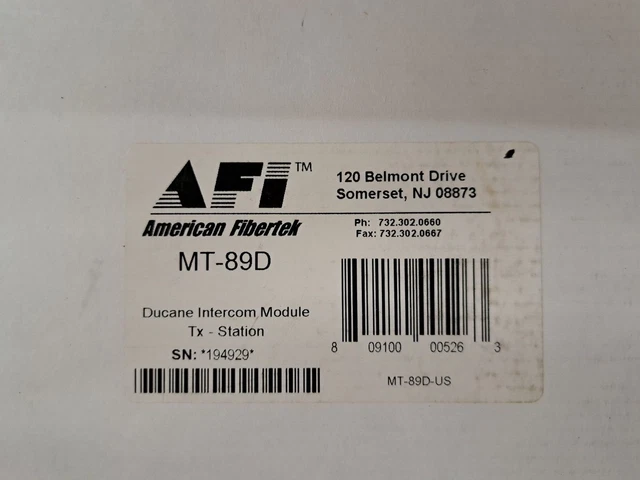 AFI™
American Fibertek
120 Belmont Drive
Somerset, NJ 08873
Ph: 732.302.0660
Fax: 732.302.0667
MT-89D
Ducane Intercom Module
Tx - Station
SN: *194929*
8 09100 00526 3
MT-89D-US